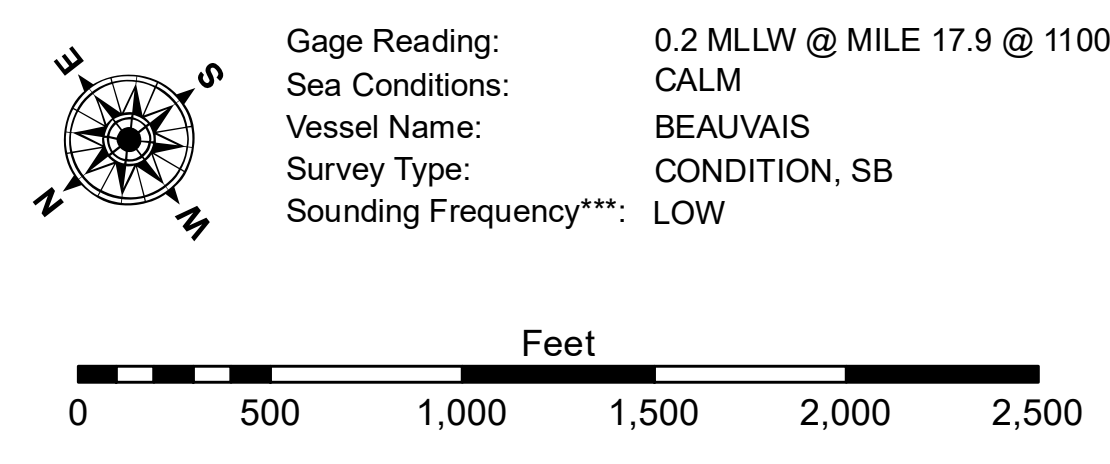 E
S
N
W
Gage Reading: 0.2 MLLW @ MILE 17.9 @ 1100
Sea Conditions: CALM
Vessel Name: BEAUVAIS
Survey Type: CONDITION, SB
Sounding Frequency***: LOW
Feet
0 500 1,000 1,500 2,000 2,500